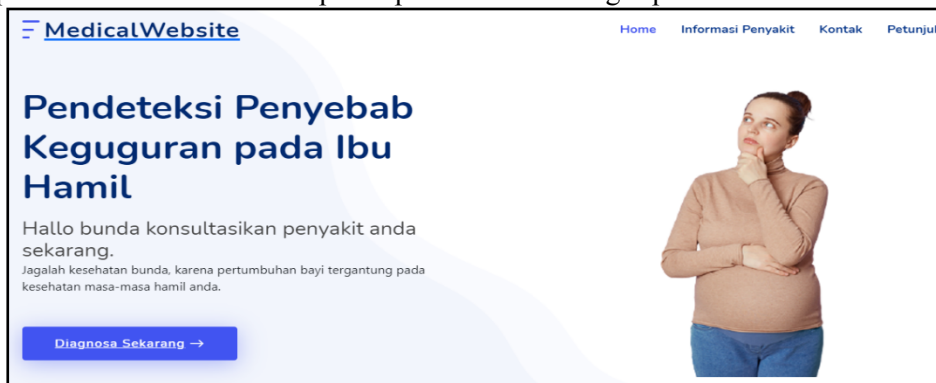 MedicalWebsite
Home Informasi Penyakit Kontak
Pendeteksi Penyebab
Keguguran pada Ibu
Hamil
Hallo bunda konsultasikan penyakit anda
sekarang.
Jagalah kesehatan bunda, karena pertumbuhan bayi tergantung pada
kesehatan masa-masa hamil anda.
Diagnosa Sekarang →